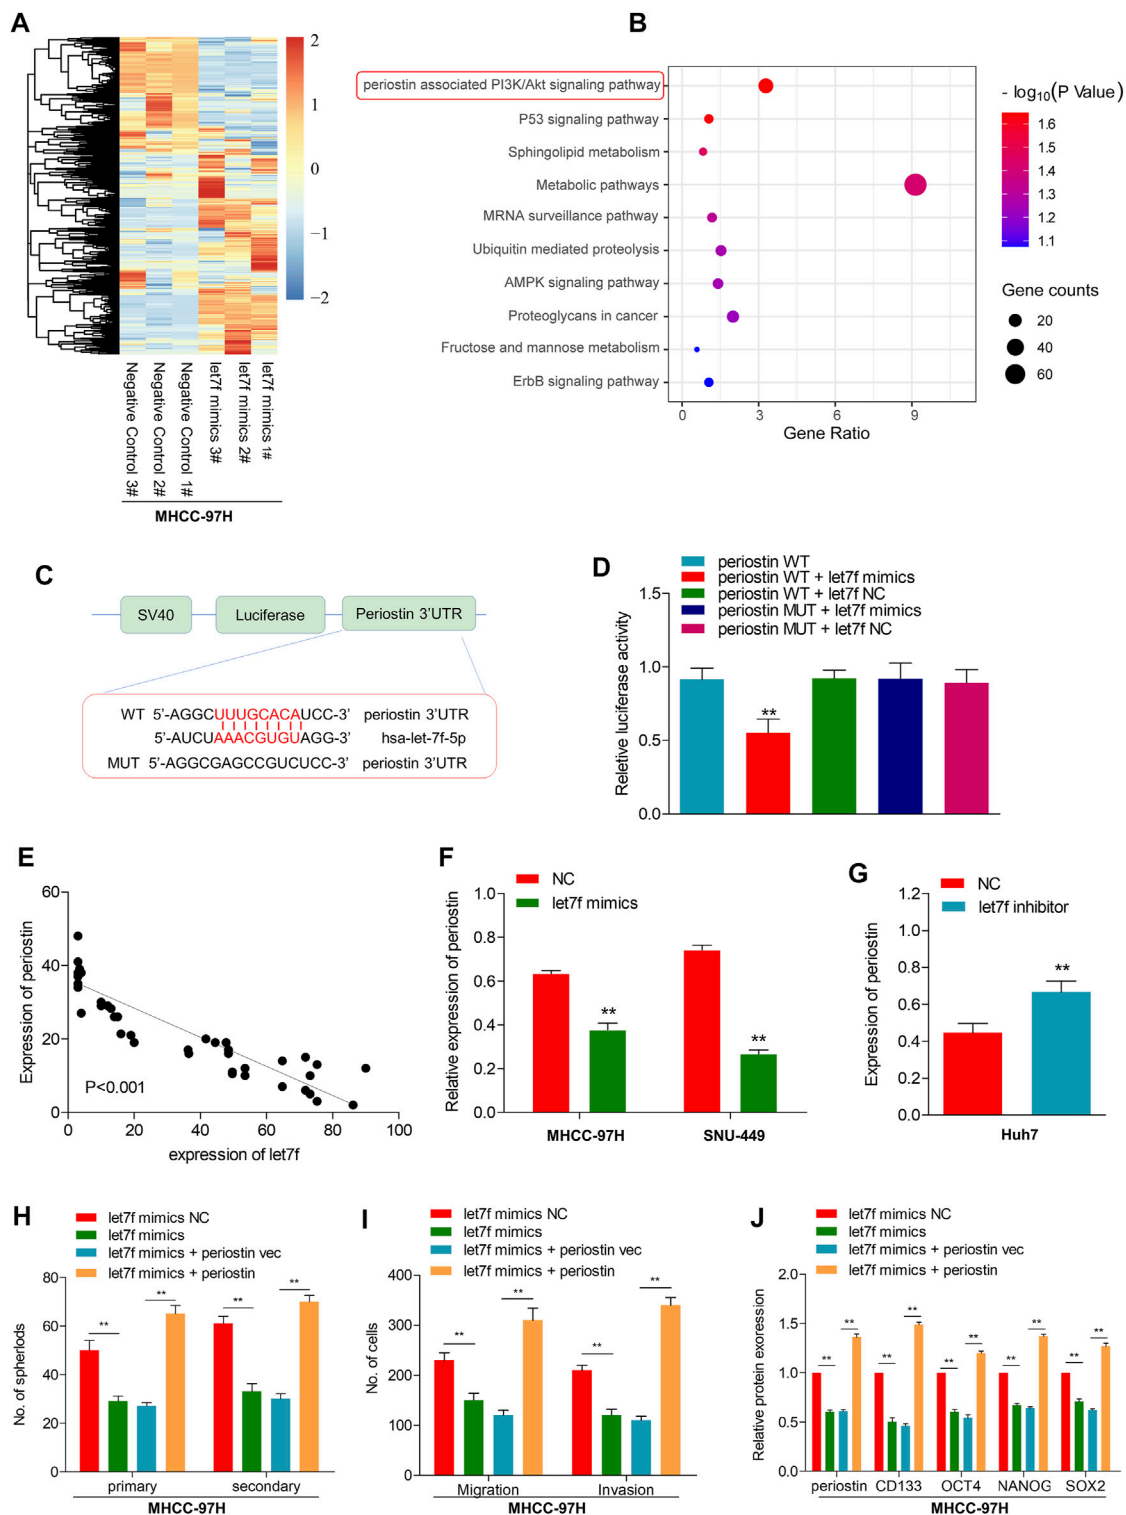 A
2
1
0
−1
−2
Negative Control 3#
Negative Control 2#
Negative Control 1#
let7f mimics 3#
let7f mimics 2#
let7f mimics 1#
MHCC-97H
B
periostin associated PI3K/Akt signaling pathway
P53 signaling pathway
Sphingolipid metabolism
Metabolic pathways
MRNA surveillance pathway
Ubiquitin mediated proteolysis
AMPK signaling pathway
Proteoglycans in cancer
Fructose and mannose metabolism
ErbB signaling pathway
0 3 6 9
Gene Ratio
- log10(P Value)
1.6
1.5
1.4
1.3
1.2
1.1
Gene counts
20
40
60
C
SV40 Luciferase Periostin 3'UTR
WT 5'-AGGCUUUGCACAUCC-3' periostin 3'UTR
5'-AUCUAAACGUGUAGG-3' hsa-let-7f-5p
MUT 5'-AGGCGAGCCGUCUCC-3' periostin 3'UTR
D
periostin WT
periostin WT + let7f mimics
periostin WT + let7f NC
periostin MUT + let7f mimics
periostin MUT + let7f NC
Reletive luciferase activity
1.5
1.0
0.5
0.0
**
E
Expression of periostin
60
40
20
0
P<0.001
0 20 40 60 80 100
expression of let7f
F
NC
let7f mimics
Relative expression of periostin
1.0
0.8
0.6
0.4
0.2
0.0
** **
MHCC-97H SNU-449
G
NC
let7f inhibitor
Expression of periostin
1.2
1.0
0.8
0.6
0.4
0.2
0.0
**
Huh7
H
let7f mimics NC
let7f mimics
let7f mimics + periostin vec
let7f mimics + periostin
No. of spherlods
80
60
40
20
0
** ** ** **
primary secondary
MHCC-97H
I
let7f mimics NC
let7f mimics
let7f mimics + periostin vec
let7f mimics + periostin
No. of cells
400
300
200
100
0
** ** ** **
Migration Invasion
MHCC-97H
J
let7f mimics NC
let7f mimics
let7f mimics + periostin vec
let7f mimics + periostin
Relative protein exoression
2.0
1.5
1.0
0.5
0.0
** ** ** ** ** ** ** ** ** **
periostin CD133 OCT4 NANOG SOX2
MHCC-97H